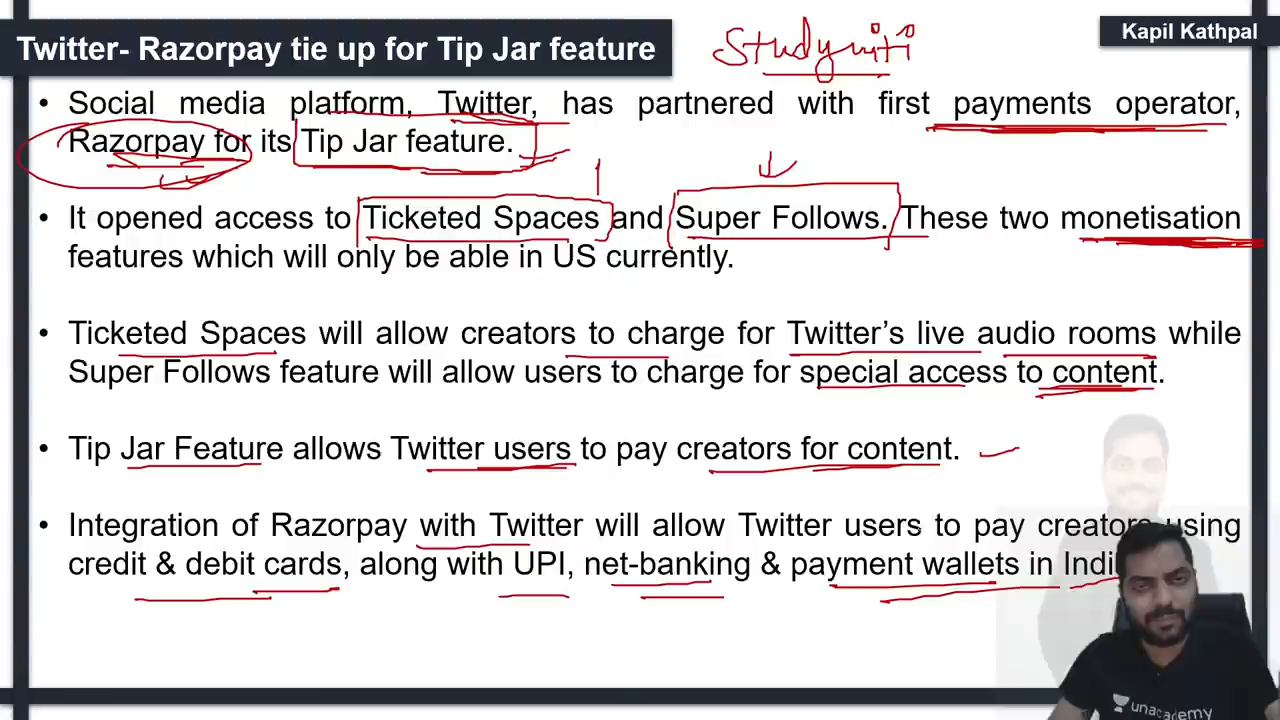 Twitter- Razorpay tie up for Tip Jar feature
Studyniti
Kapil Kathpal
• Social media platform, Twitter, has partnered with first payments operator,
Razorpay for its Tip Jar feature.
• It opened access to Ticketed Spaces and Super Follows. These two monetisation
features which will only be able in US currently.
• Ticketed Spaces will allow creators to charge for Twitter's live audio rooms while
Super Follows feature will allow users to charge for special access to content.
• Tip Jar Feature allows Twitter users to pay creators for content.
• Integration of Razorpay with Twitter will allow Twitter users to pay creators using
credit & debit cards, along with UPI, net-banking & payment wallets in Indi
unacademy